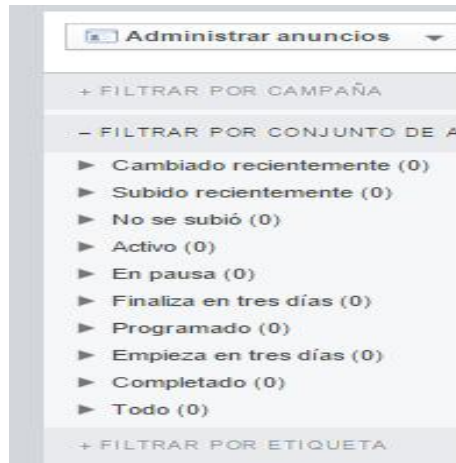 Administrar anuncios
+ FILTRAR POR CAMPAÑA
– FILTRAR POR CONJUNTO DE A
Cambiado recientemente (0)
Subido recientemente (0)
No se subió (0)
Activo (0)
En pausa (0)
Finaliza en tres días (0)
Programado (0)
Empieza en tres días (0)
Completado (0)
Todo (0)
+ FILTRAR POR ETIQUETA